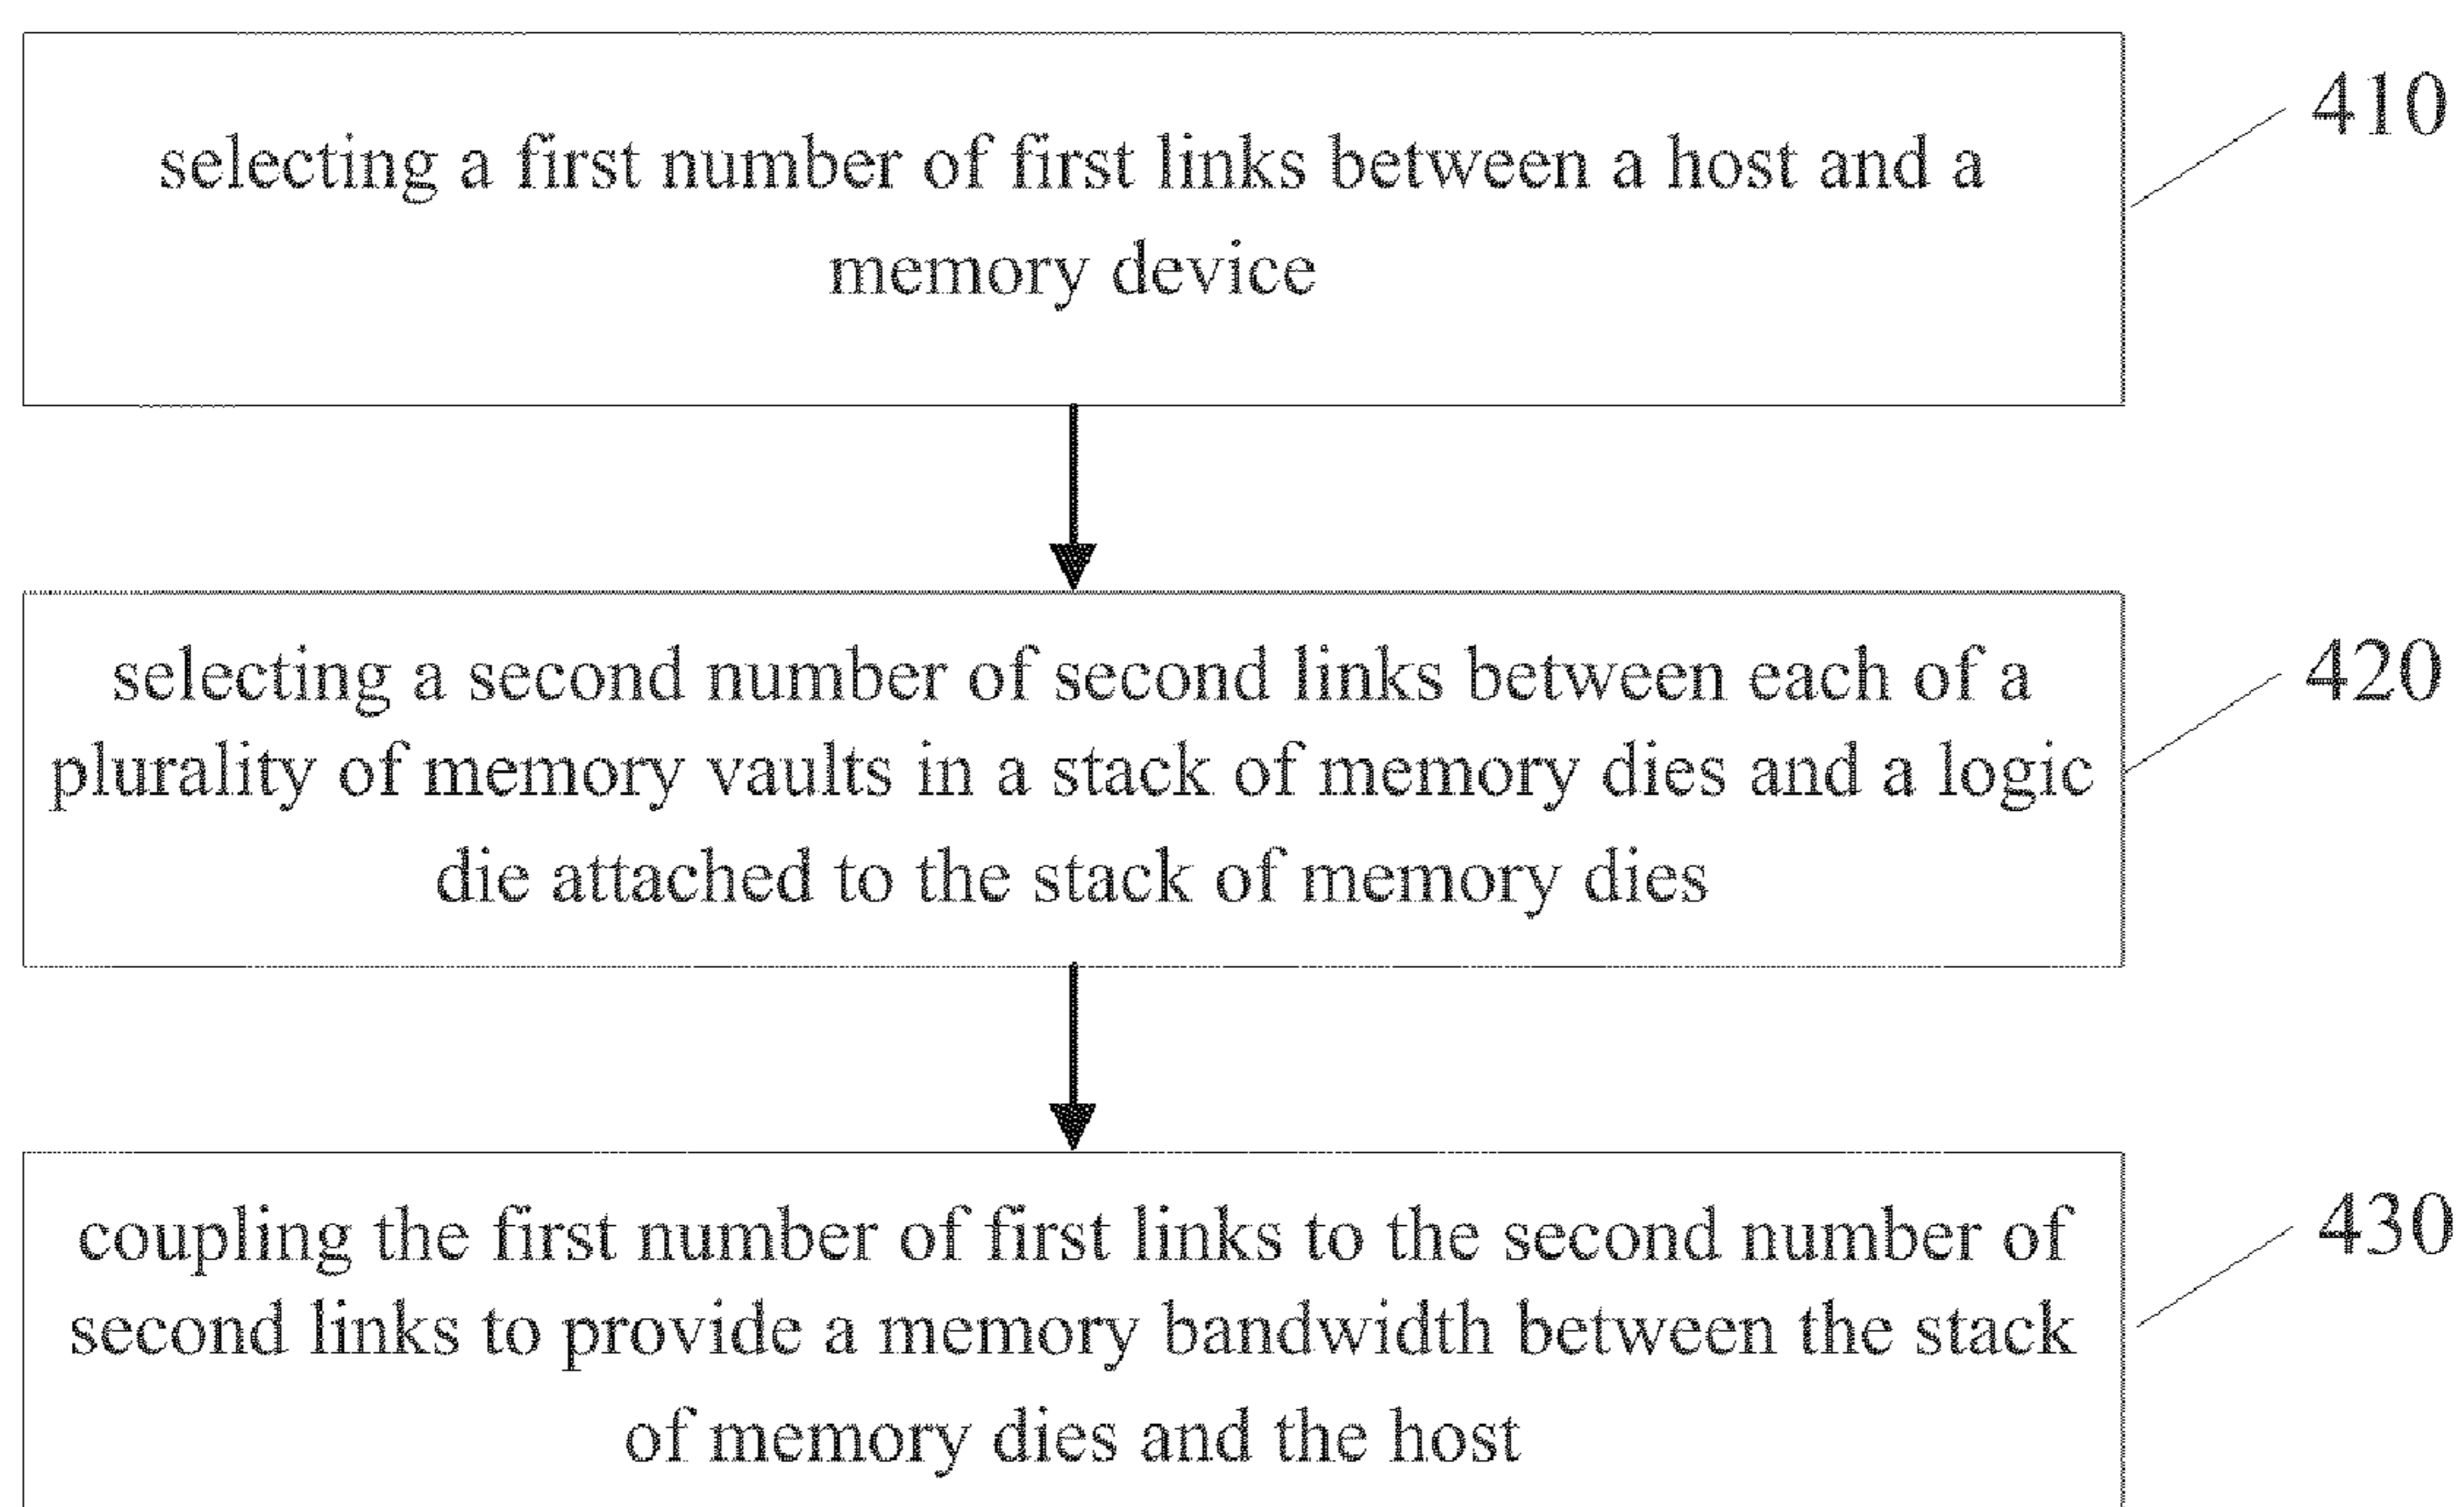 selecting a first number of first links between a host and a
memory device
410
selecting a second number of second links between each of a
plurality of memory vaults in a stack of memory dies and a logic
die attached to the stack of memory dies
420
coupling the first number of first links to the second number of
second links to provide a memory bandwidth between the stack
of memory dies and the host
430